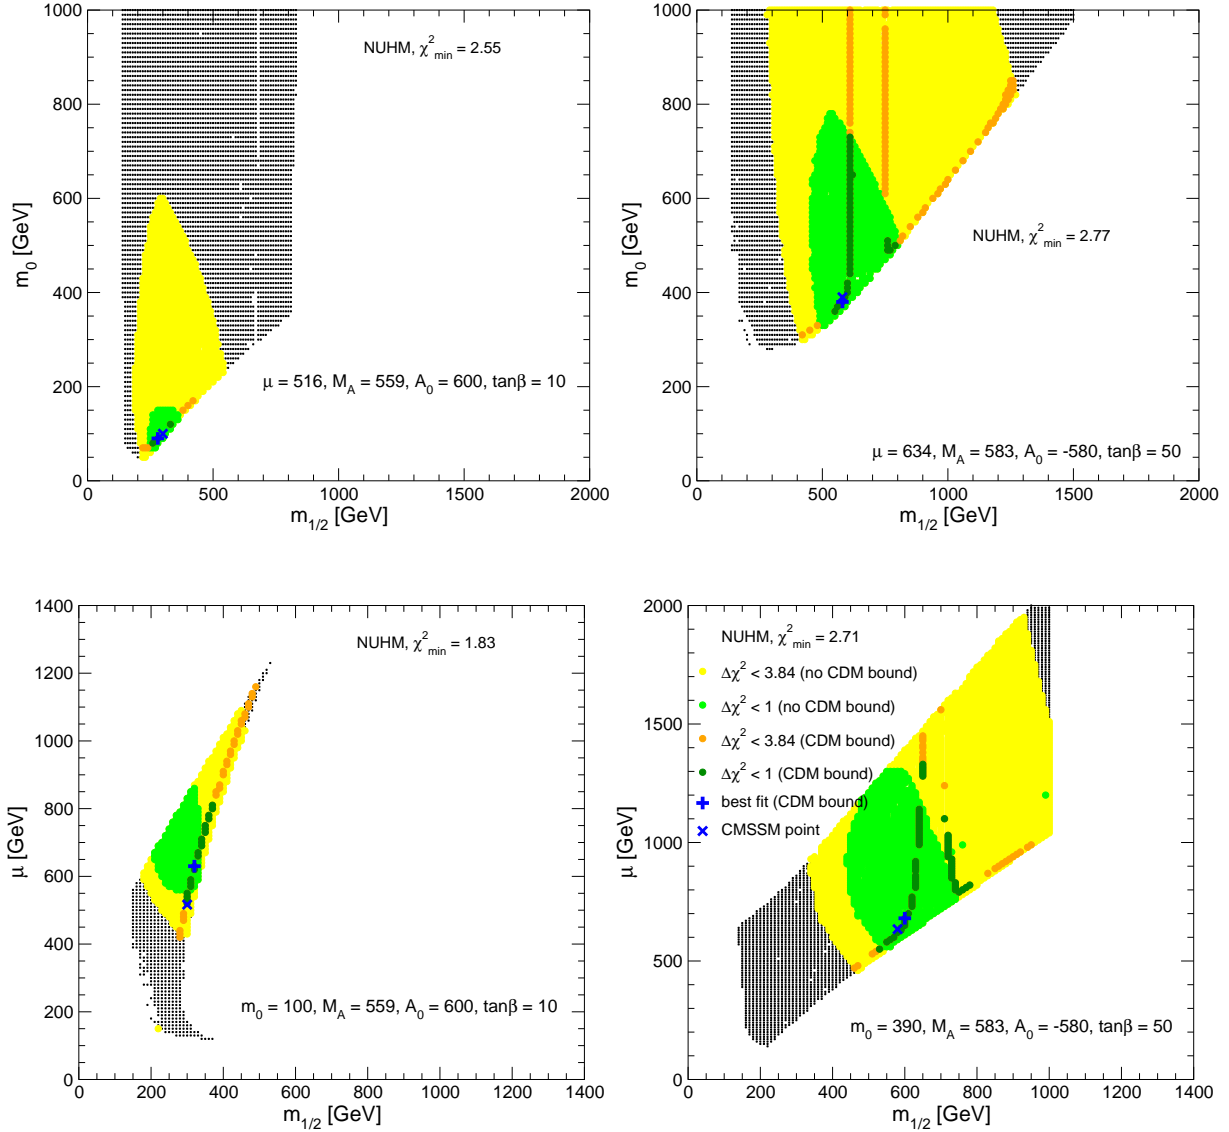 1000
800
600
400
200
0
m0 [GeV]
NUHM, χ²min = 2.55
μ = 516, MA = 559, A0 = 600, tanβ = 10
0 500 1000 1500 2000
m1/2 [GeV]
1000
800
600
400
200
0
m0 [GeV]
NUHM, χ²min = 2.77
μ = 634, MA = 583, A0 = -580, tanβ = 50
0 500 1000 1500 2000
m1/2 [GeV]
1400
1200
1000
800
600
400
200
0
μ [GeV]
NUHM, χ²min = 1.83
m0 = 100, MA = 559, A0 = 600, tanβ = 10
0 200 400 600 800 1000 1200 1400
m1/2 [GeV]
2000
1500
1000
500
0
μ [GeV]
NUHM, χ²min = 2.71
Δχ² < 3.84 (no CDM bound)
Δχ² < 1 (no CDM bound)
Δχ² < 3.84 (CDM bound)
Δχ² < 1 (CDM bound)
best fit (CDM bound)
CMSSM point
m0 = 390, MA = 583, A0 = -580, tanβ = 50
0 200 400 600 800 1000 1200 1400
m1/2 [GeV]